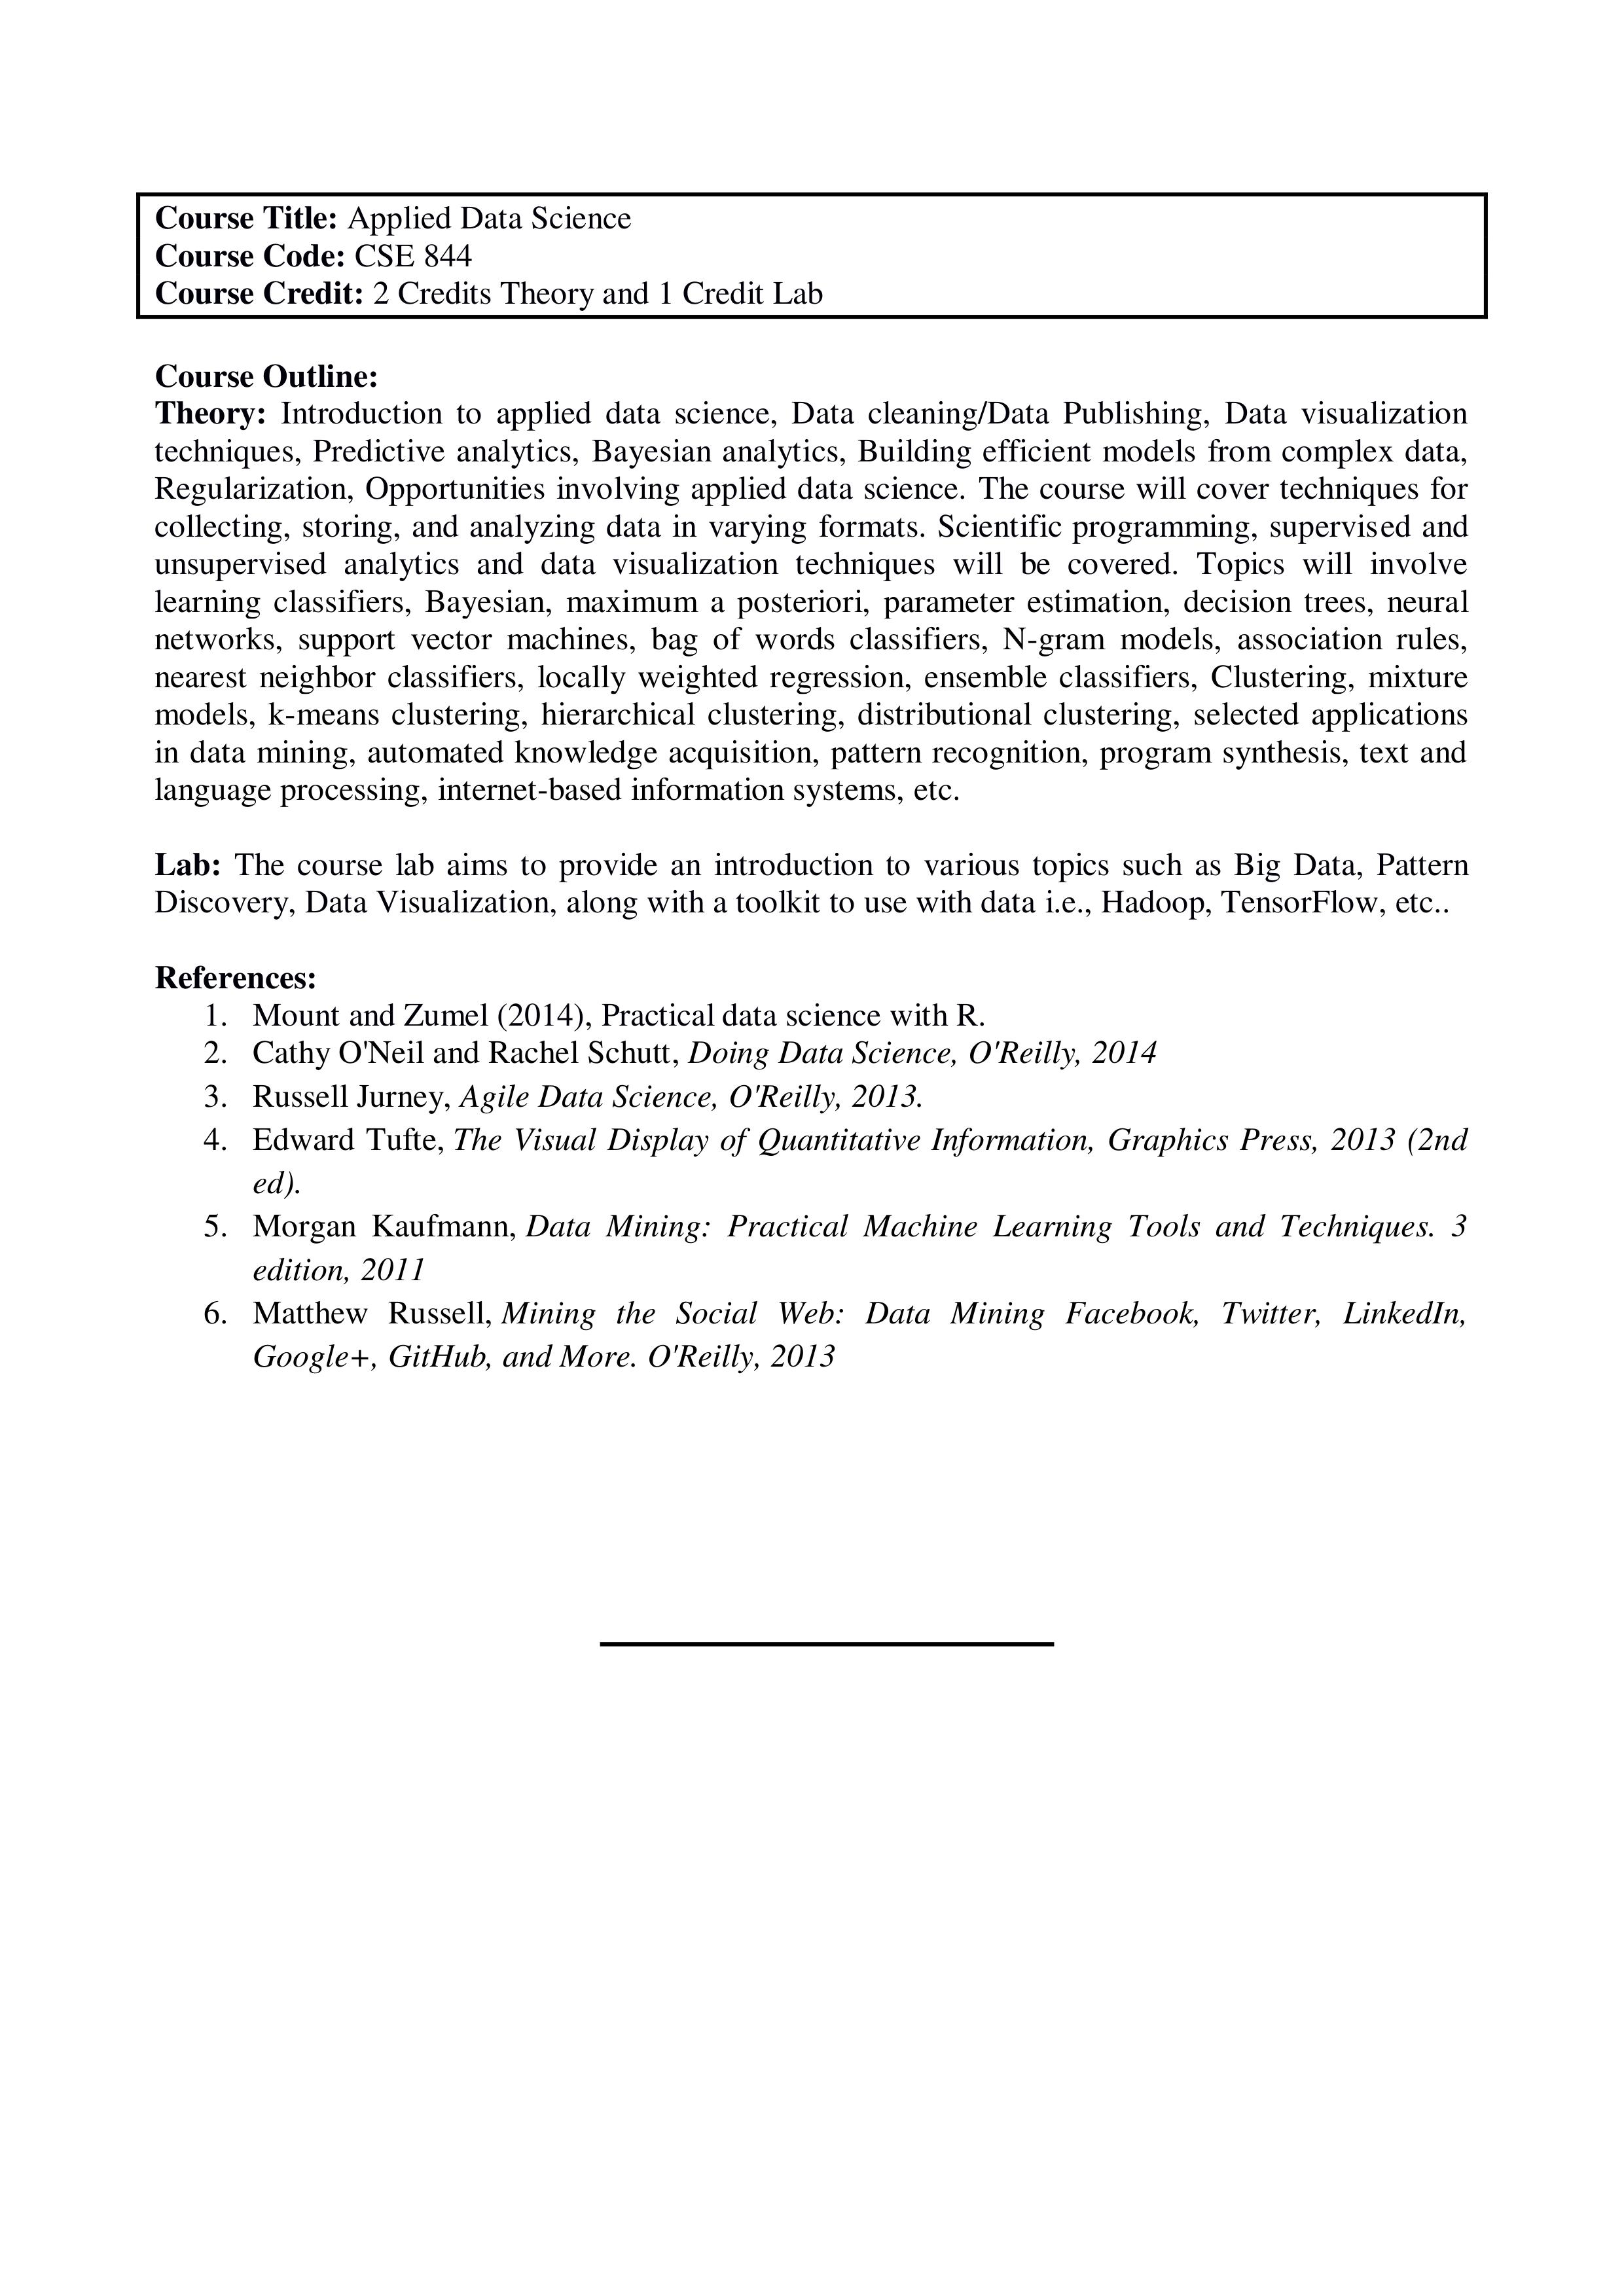 Course Title: Applied Data Science
Course Code: CSE 844
Course Credit: 2 Credits Theory and 1 Credit Lab
Course Outline:
Theory: Introduction to applied data science, Data cleaning/Data Publishing, Data visualization
techniques, Predictive analytics, Bayesian analytics, Building efficient models from complex data,
Regularization, Opportunities involving applied data science. The course will cover techniques for
collecting, storing, and analyzing data in varying formats. Scientific programming, supervised and
unsupervised analytics and data visualization techniques will be covered. Topics will involve
learning classifiers, Bayesian, maximum a posteriori, parameter estimation, decision trees, neural
networks, support vector machines, bag of words classifiers, N-gram models, association rules,
nearest neighbor classifiers, locally weighted regression, ensemble classifiers, Clustering, mixture
models, k-means clustering, hierarchical clustering, distributional clustering, selected applications
in data mining, automated knowledge acquisition, pattern recognition, program synthesis, text and
language processing, internet-based information systems, etc.
Lab: The course lab aims to provide an introduction to various topics such as Big Data, Pattern
Discovery, Data Visualization, along with a toolkit to use with data i.e., Hadoop, TensorFlow, etc..
References:
1. Mount and Zumel (2014), Practical data science with R.
2. Cathy O'Neil and Rachel Schutt, Doing Data Science, O'Reilly, 2014
3. Russell Jurney, Agile Data Science, O'Reilly, 2013.
4. Edward Tufte, The Visual Display of Quantitative Information, Graphics Press, 2013 (2nd
ed).
5. Morgan Kaufmann, Data Mining: Practical Machine Learning Tools and Techniques. 3
edition, 2011
6. Matthew Russell, Mining the Social Web: Data Mining Facebook, Twitter, LinkedIn,
Google+, GitHub, and More. O'Reilly, 2013